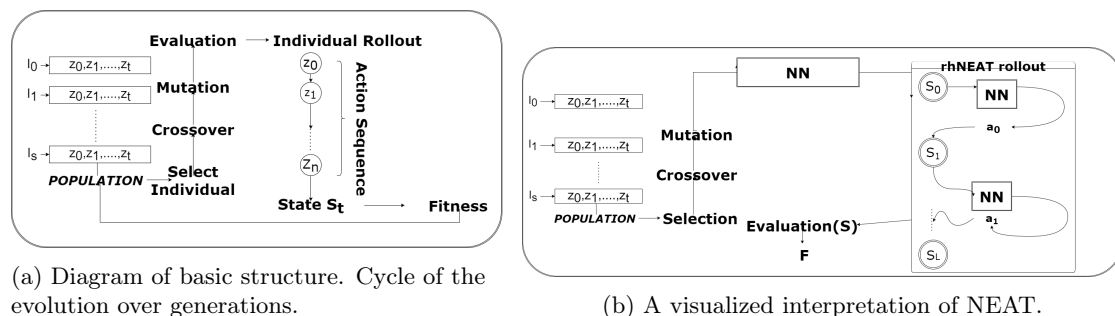 Evaluation
Individual Rollout
I0
z0,z1,....,zt
I1
z0,z1,....,zt
Mutation
Crossover
Is
z0,z1,....,zt
POPULATION
Select
Individual
z0
z1
Zn
Action Sequence
State St
Fitness
(a) Diagram of basic structure. Cycle of the
evolution over generations.
NN
rhNEAT rollout
I0
z0,z1,....,zt
I1
z0,z1,....,zt
Mutation
Crossover
Is
z0,z1,....,zt
POPULATION
Selection
Evaluation(S)
F
S0
NN
a0
S1
NN
a1
SL
(b) A visualized interpretation of NEAT.